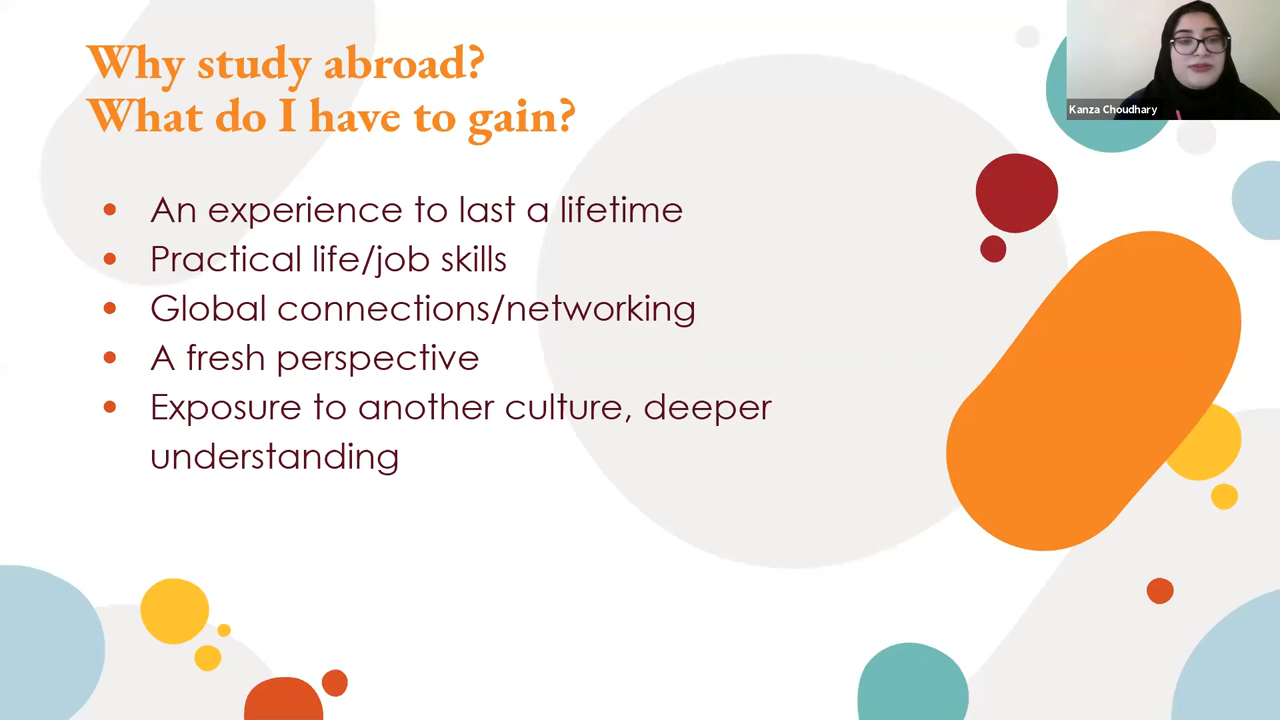 Why study abroad?
What do I have to gain?
Kanza Choudhary
• An experience to last a lifetime
• Practical life/job skills
• Global connections/networking
• A fresh perspective
• Exposure to another culture, deeper
understanding